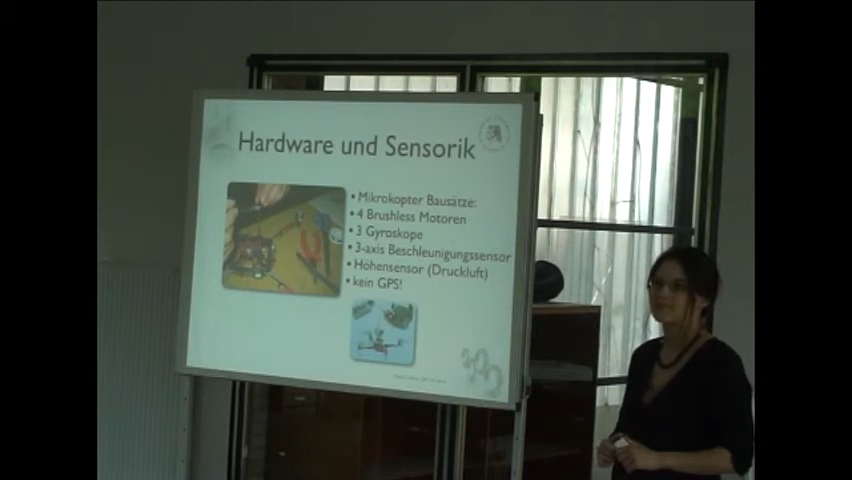 Hardware und Sensorik
• Mikrokopter Bausätze:
• 4 Brushless Motoren
• 3 Gyroskope
• 3-axis Beschleunigungssensor
• Höhensensor (Druckluft)
• kein GPS!